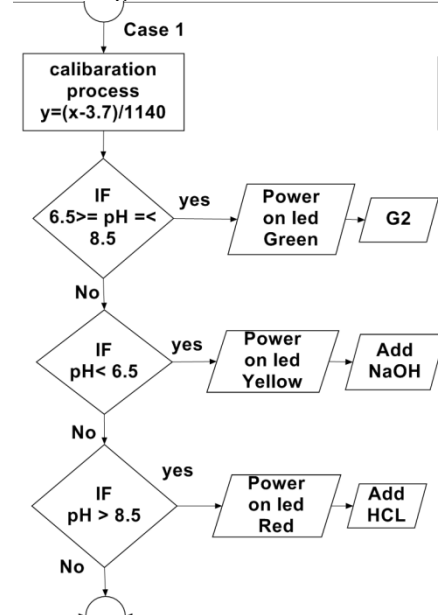 Case 1
calibaration
process
y=(x-3.7)/1140
IF
6.5>= pH =<
8.5
yes
Power
on led
Green
G2
No
IF
pH< 6.5
yes
Power
on led
Yellow
Add
NaOH
No
IF
pH > 8.5
yes
Power
on led
Red
Add
HCL
No